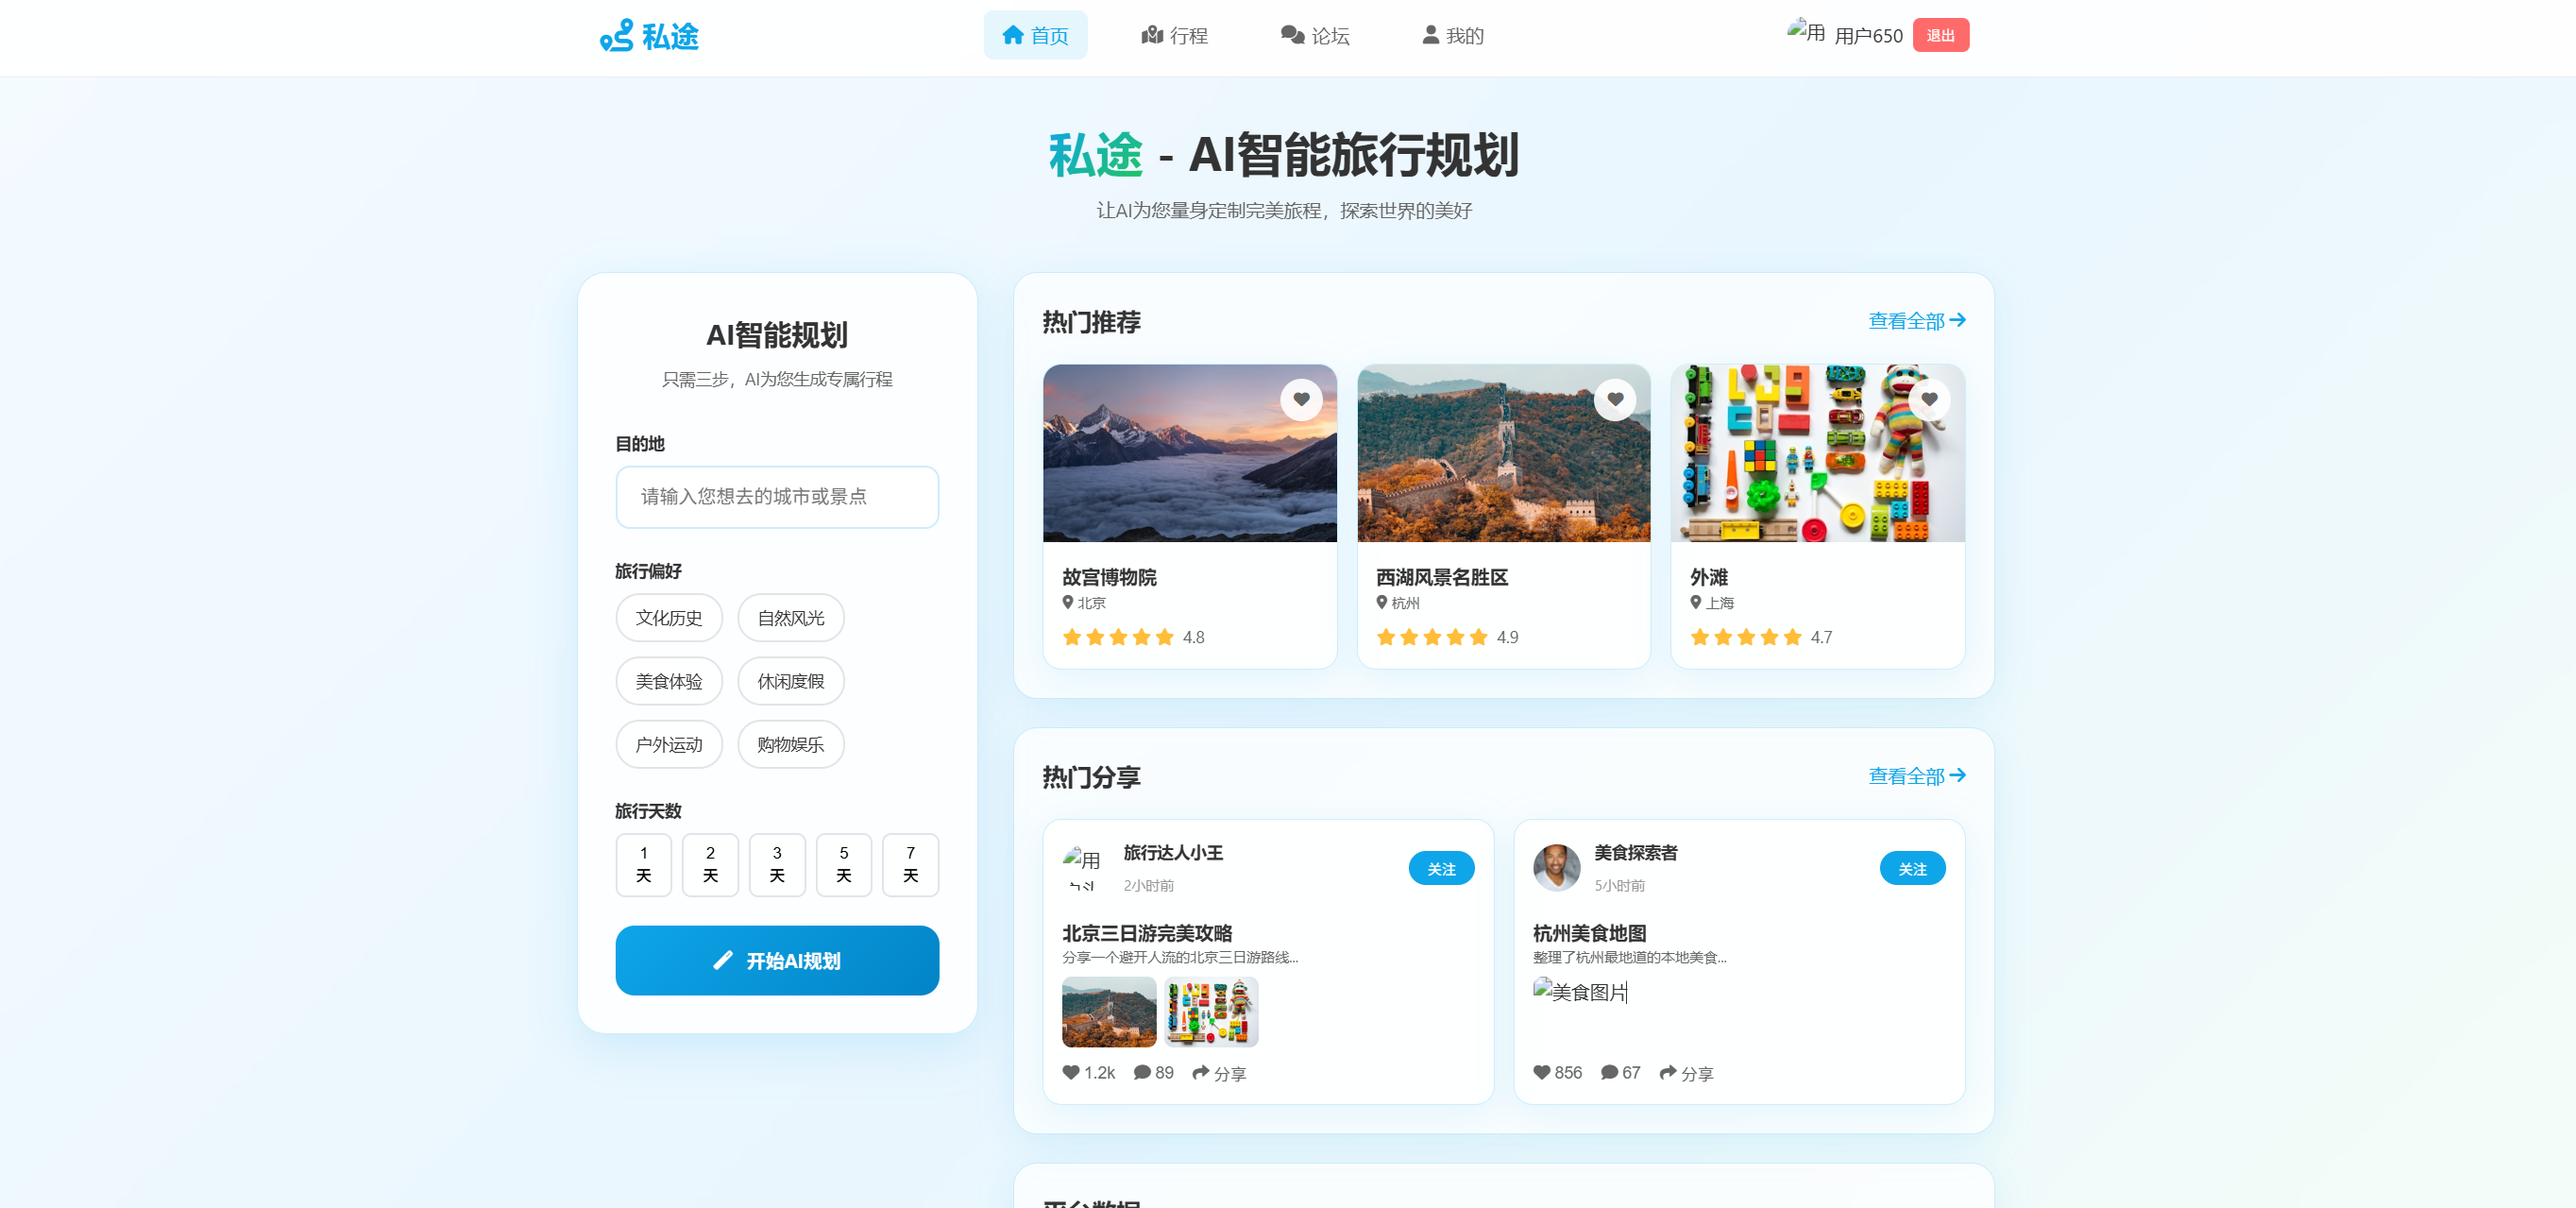 私途
首页
行程
论坛
我的
用
用户650
退出
私途 - AI智能旅行规划
让AI为您量身定制完美旅程，探索世界的美好
AI智能规划
只需三步，AI为您生成专属行程
目的地
请输入您想去的城市或景点
旅行偏好
文化历史
自然风光
美食体验
休闲度假
户外运动
购物娱乐
旅行天数
1
天
2
天
3
天
5
天
7
天
开始AI规划
热门推荐
查看全部
故宫博物院
北京
4.8
西湖风景名胜区
杭州
4.9
外滩
上海
4.7
热门分享
查看全部
用
旅行达人小王
2小时前
关注
北京三日游完美攻略
分享一个避开人流的北京三日游路线...
1.2k
89
分享
美食探索者
5小时前
关注
杭州美食地图
整理了杭州最地道的本地美食...
美食图片
856
67
分享